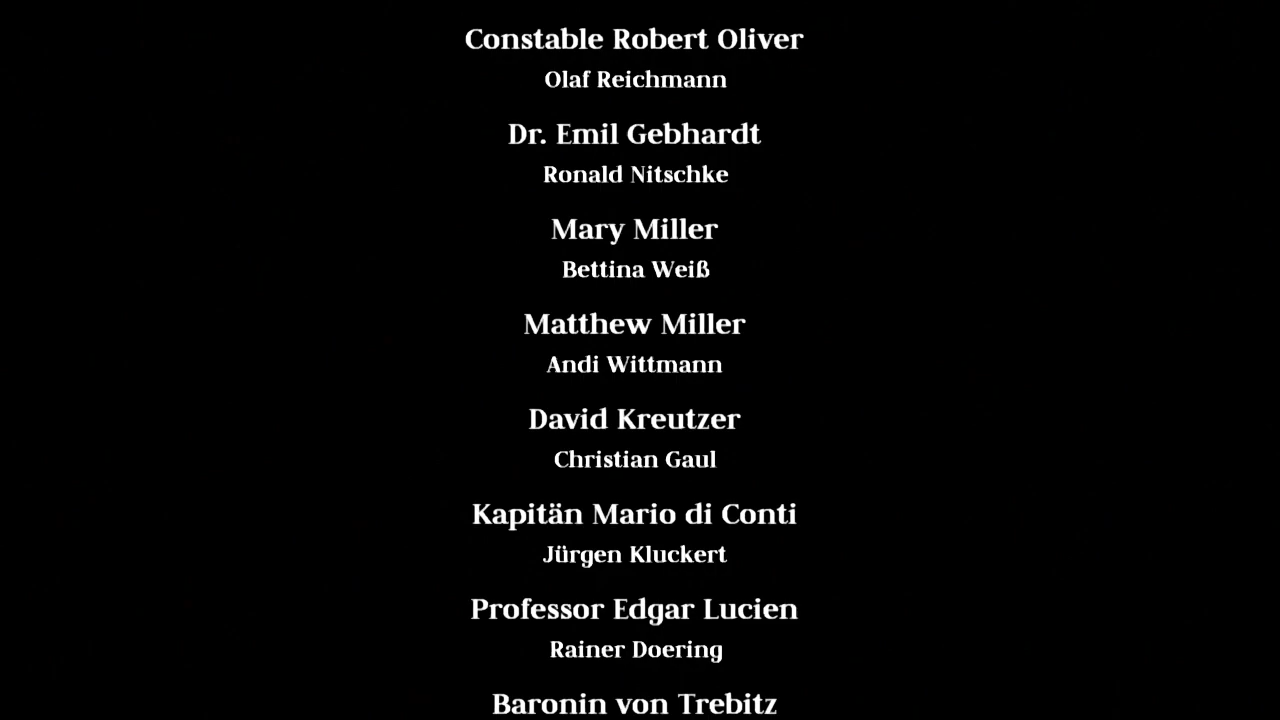 Constable Robert Oliver
Olaf Reichmann
Dr. Emil Gebhardt
Ronald Nitschke
Mary Miller
Bettina Weiß
Matthew Miller
Andi Wittmann
David Kreutzer
Christian Gaul
Kapitän Mario di Conti
Jürgen Kluckert
Professor Edgar Lucien
Rainer Doering
Baronin von Trebitz